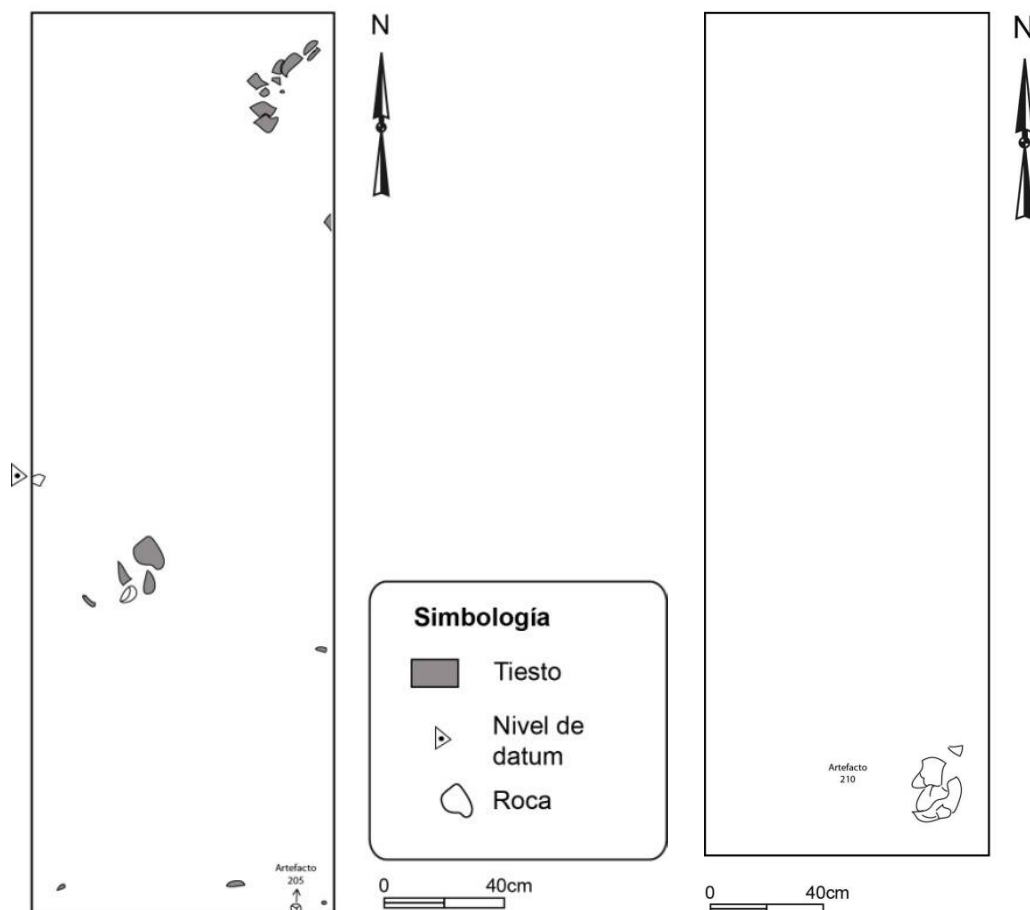 N
Artefacto
205
Simbología
Tiesto
Nivel de
datum
Roca
0 40cm
N
Artefacto
210
0 40cm